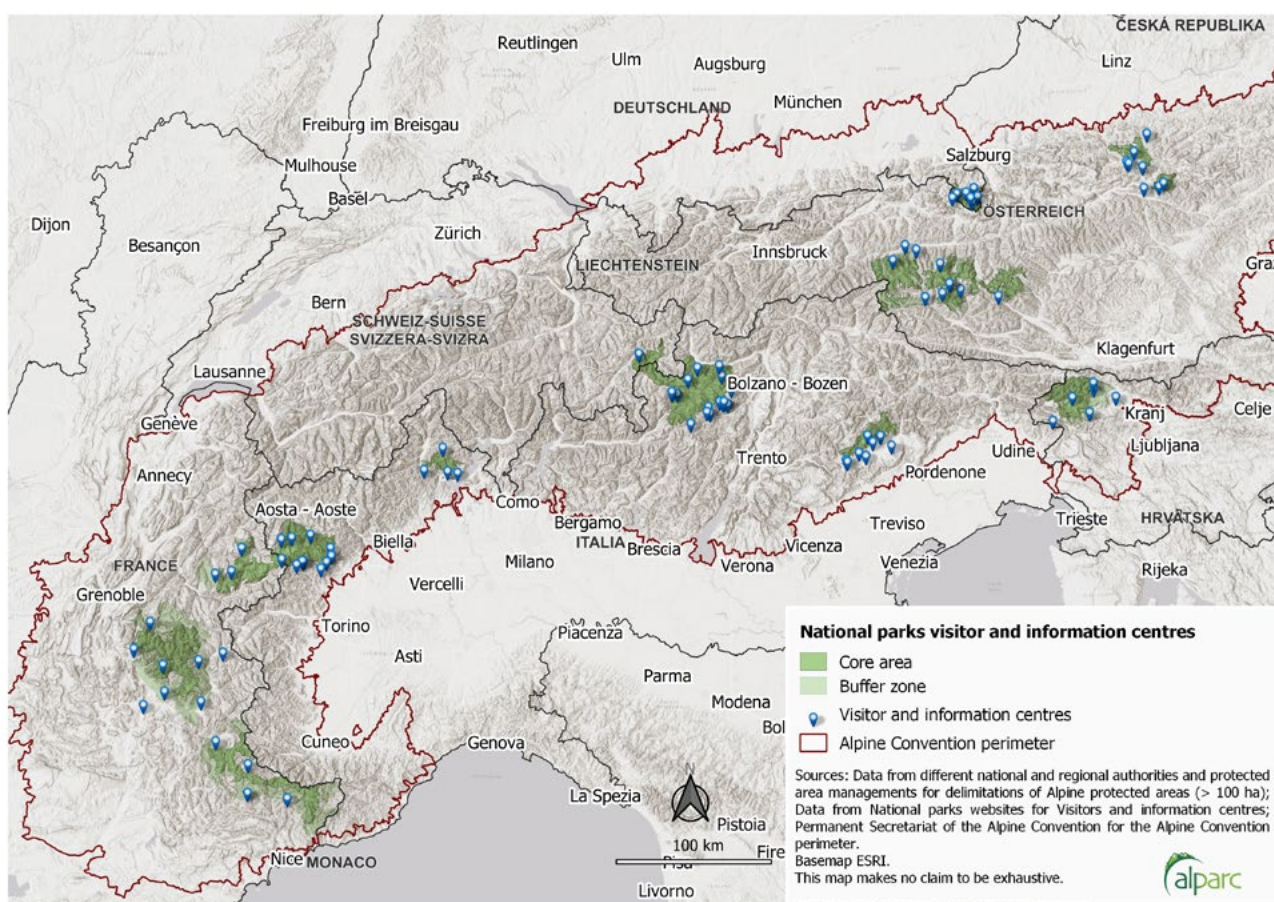 ČESKÁ REPUBLIKA
Reutlingen
Ulm
Augsburg
Linz
DEUTSCHLAND
München
Freiburg im Breisgau
Mulhouse
Salzburg
Basel
Dijon
Besançon
Zürich
ÖSTERREICH
Innsbruck
LIECHTENSTEIN
Gra
Bern
SCHWEIZ-SUISSE
SVIZZERA-SVIZRA
Klagenfurt
Lausanne
Bolzano - Bozen
Genève
Kranj
Celje
Udine
Ljubljana
Annecy
Trento
Pordenone
Como
Aosta - Aoste
Bergamo
Treviso
Trieste
HRVATSKA
Biella
ITALIA
Brescia
Vicenza
Venezia
Milano
Verona
FRANCE
Vercelli
Rijeka
Grenoble
Torino
Piacenza
Asti
Parma
Modena
Bol
Cuneo
Genova
La Spezia
N
Pistoia
100 km
Nice
MONACO
Pisa
Fire
Livorno
National parks visitor and information centres
Core area
Buffer zone
Visitor and information centres
Alpine Convention perimeter
Sources: Data from different national and regional authorities and protected
area managements for delimitations of Alpine protected areas (> 100 ha);
Data from National parks websites for Visitors and information centres;
Permanent Secretariat of the Alpine Convention for the Alpine Convention
perimeter.
Basemap ESRI.
This map makes no claim to be exhaustive.
alparc